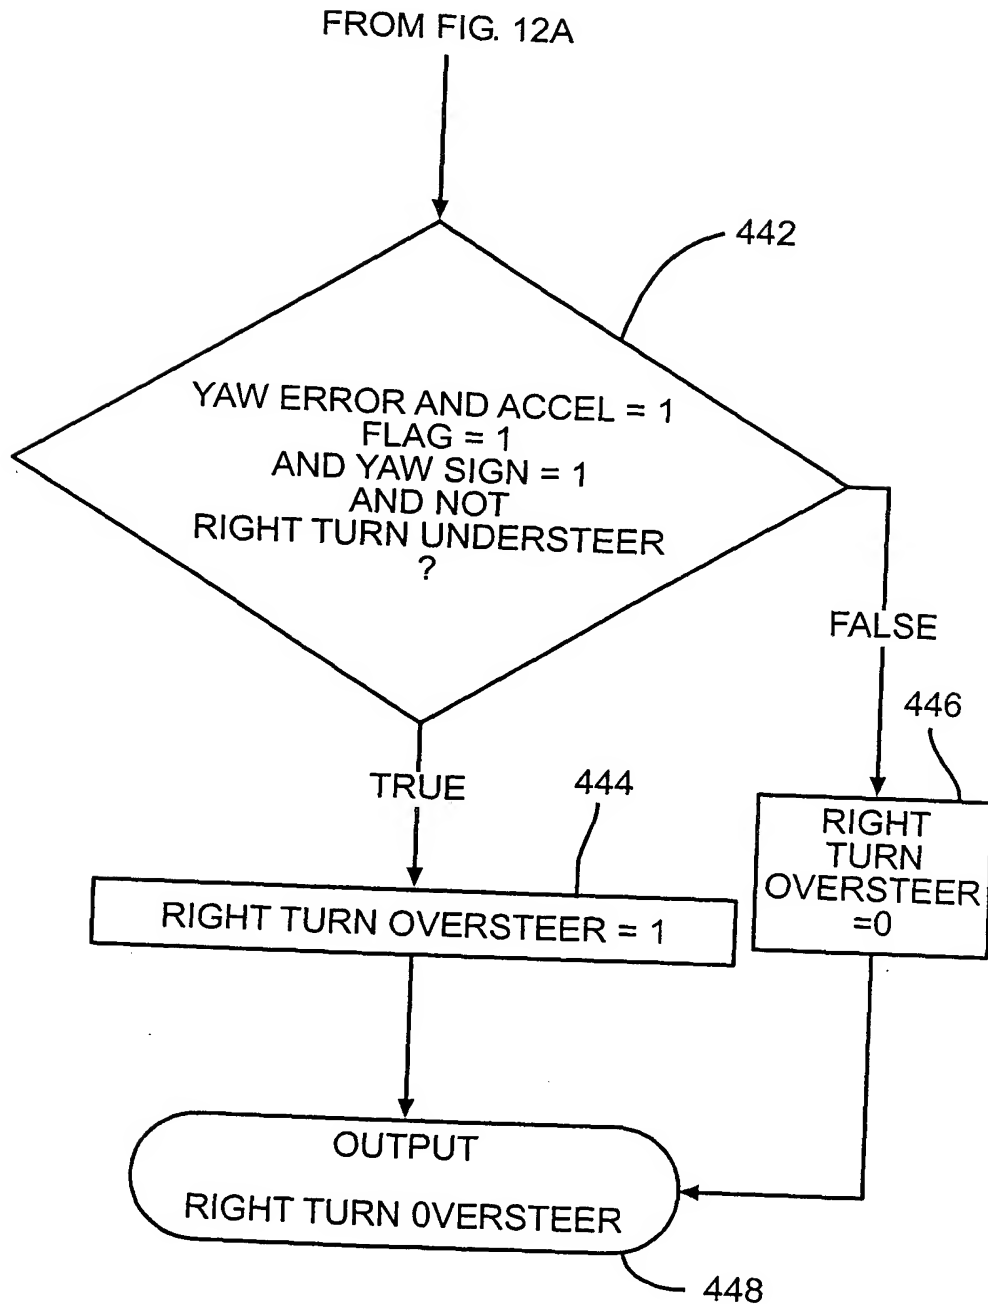 FROM FIG. 12A
442
YAW ERROR AND ACCEL = 1
FLAG = 1
AND YAW SIGN = 1
AND NOT
RIGHT TURN UNDERSTEER
?
FALSE
446
TRUE
444
RIGHT
TURN
OVERSTEER
=0
RIGHT TURN OVERSTEER = 1
OUTPUT
RIGHT TURN 0VERSTEER
448